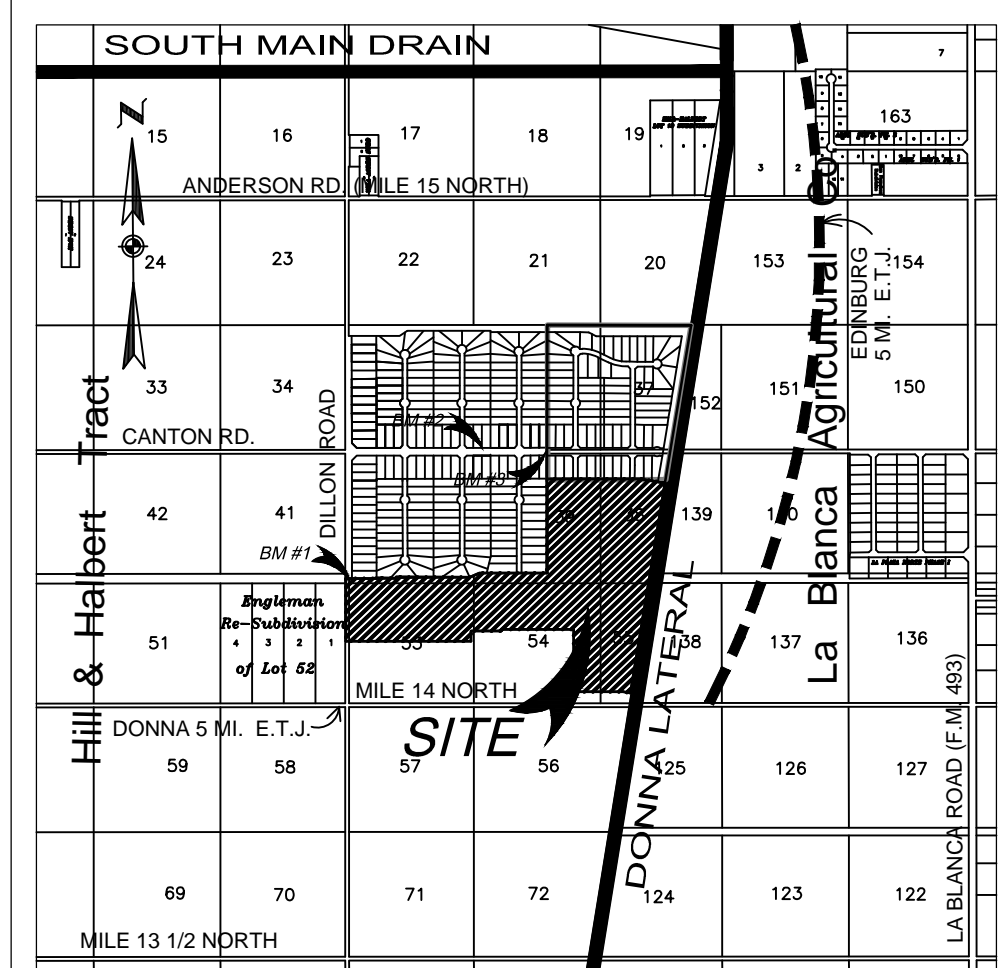 SOUTH MAIN DRAIN
7
N
15
16
17
18
19
163
3
2
ANDERSON RD. (MILE 15 NORTH)
24
23
22
21
20
153
154
EDINBURG
5 MI. E.T.J.
33
34
37
152
151
150
CANTON RD.
DILLON ROAD
BM #2
BM #3
Hill & Halbert Tract
La Blanca Agricultural Co
42
41
139
140
BM #1
Engleman
Re-Subdivision
4 3 2 1
of Lot 52
51
53
54
138
137
136
MILE 14 NORTH
DONNA 5 MI. E.T.J.
SITE
DONNA LATERAL
LA BLANCA ROAD (F.M. 493)
59
58
57
56
125
126
127
69
70
71
72
124
123
122
MILE 13 1/2 NORTH